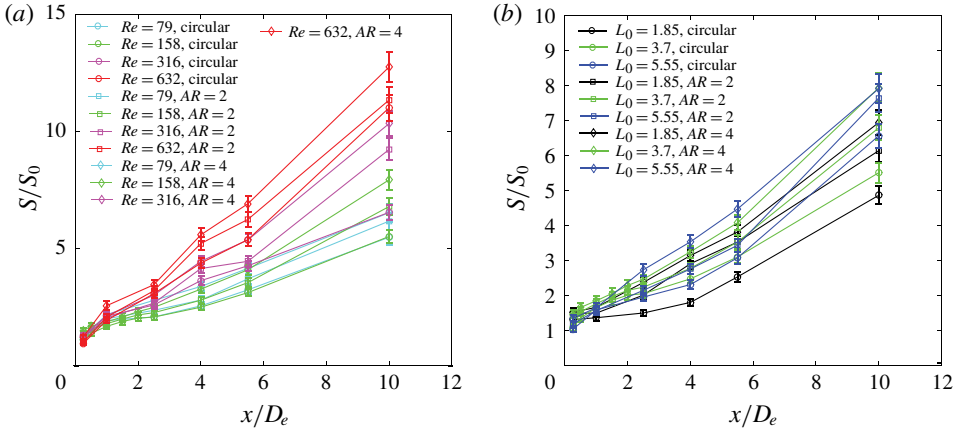 (a)
15
10
5
0
S/S₀
Re = 79, circular
Re = 158, circular
Re = 316, circular
Re = 632, circular
Re = 79, AR = 2
Re = 158, AR = 2
Re = 316, AR = 2
Re = 632, AR = 2
Re = 79, AR = 4
Re = 158, AR = 4
Re = 316, AR = 4
Re = 632, AR = 4
0 2 4 6 8 10 12
x/Dₑ
(b)
10
9
8
7
6
5
4
3
2
1
S/S₀
L₀ = 1.85, circular
L₀ = 3.7, circular
L₀ = 5.55, circular
L₀ = 1.85, AR = 2
L₀ = 3.7, AR = 2
L₀ = 5.55, AR = 2
L₀ = 1.85, AR = 4
L₀ = 3.7, AR = 4
L₀ = 5.55, AR = 4
0 2 4 6 8 10 12
x/Dₑ